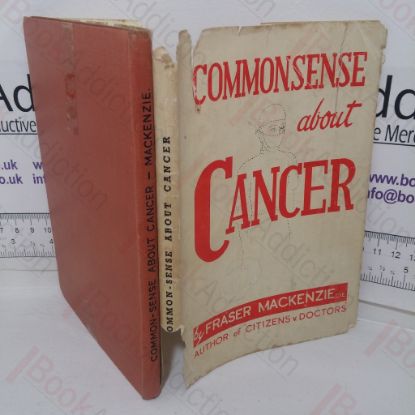 COMMONSENSE
about
CANCER
by FRASER MACKENZIE
AUTHOR of CITIZENS v DOCTORS
COMMON-SENSE ABOUT CANCER
COMMON-SENSE ABOUT CANCER — MACKENZIE.